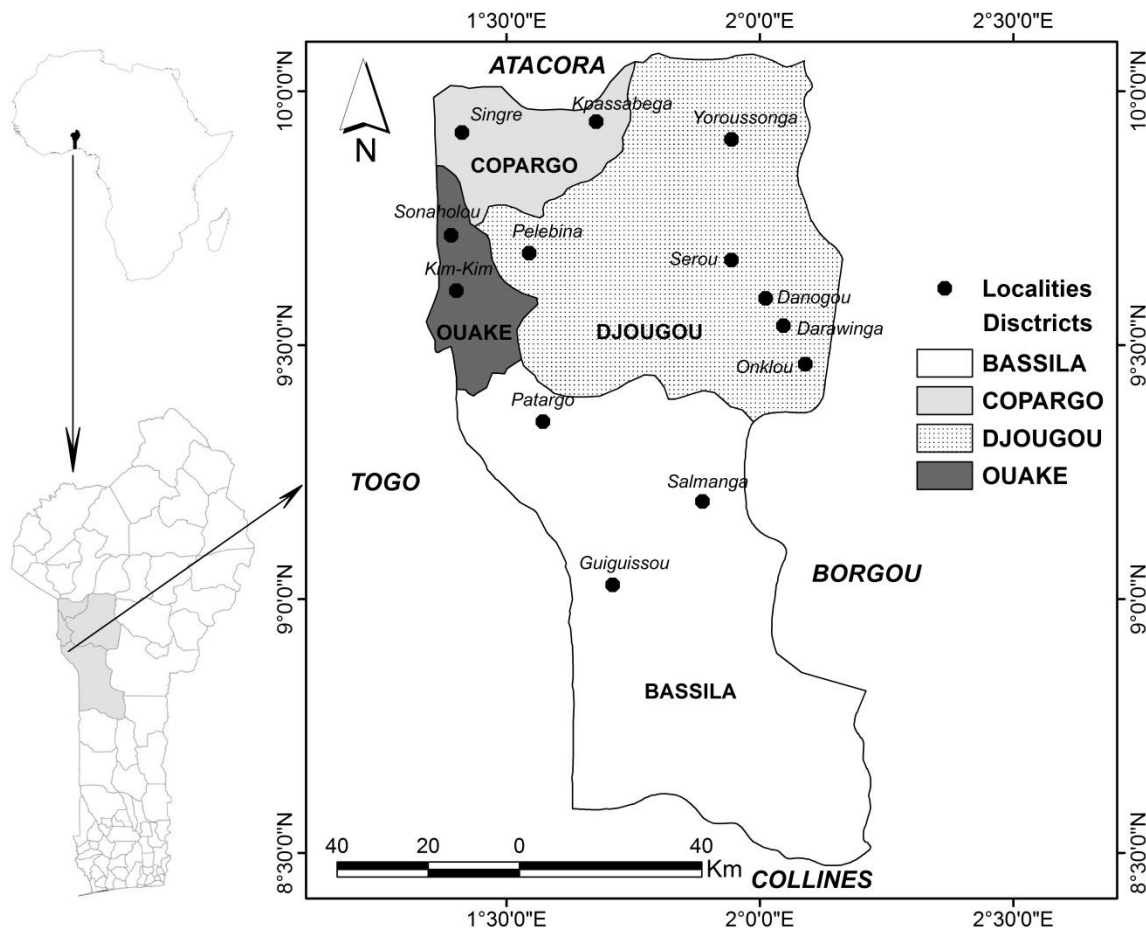 1°30'0"E 2°0'0"E 2°30'0"E
10°0'0"N
10°0'0"N
ATACORA
Singre
Kpassabega
Yoroussonga
N
COPARGO
Sonaholou
Pelebina
Serou
Kim-Kim
Danogou
Localities
OUAKE
DJOUGOU
Darawinga
Disctricts
9°30'0"N
9°30'0"N
Onklou
BASSILA
Patargo
COPARGO
DJOUGOU
TOGO
Salmanga
OUAKE
Guiguissou
BORGOU
9°0'0"N
9°0'0"N
BASSILA
40 20 0 40
Km
8°30'0"N
8°30'0"N
COLLINES
1°30'0"E 2°0'0"E 2°30'0"E